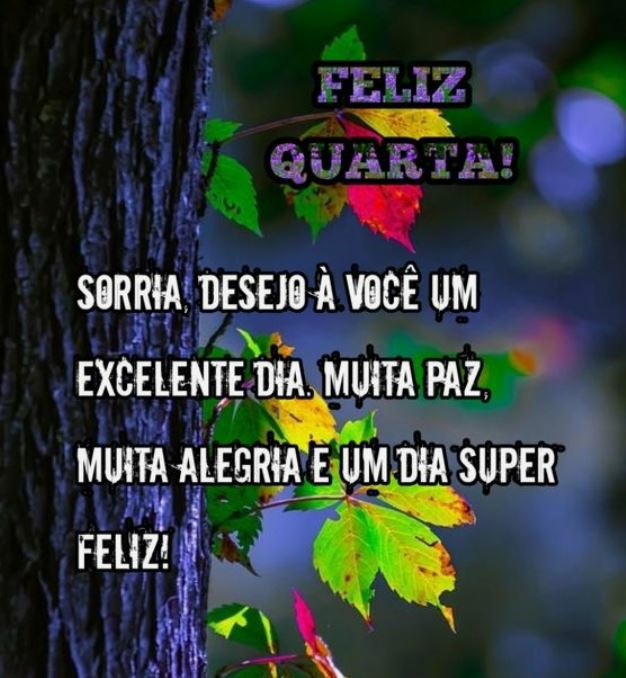 FELIZ
QUARTA!
SORRIA, DESEJO À VOCÊ UM
EXCELENTE DIA. MUITA PAZ,
MUITA ALEGRIA E UM DIA SUPER
FELIZ!